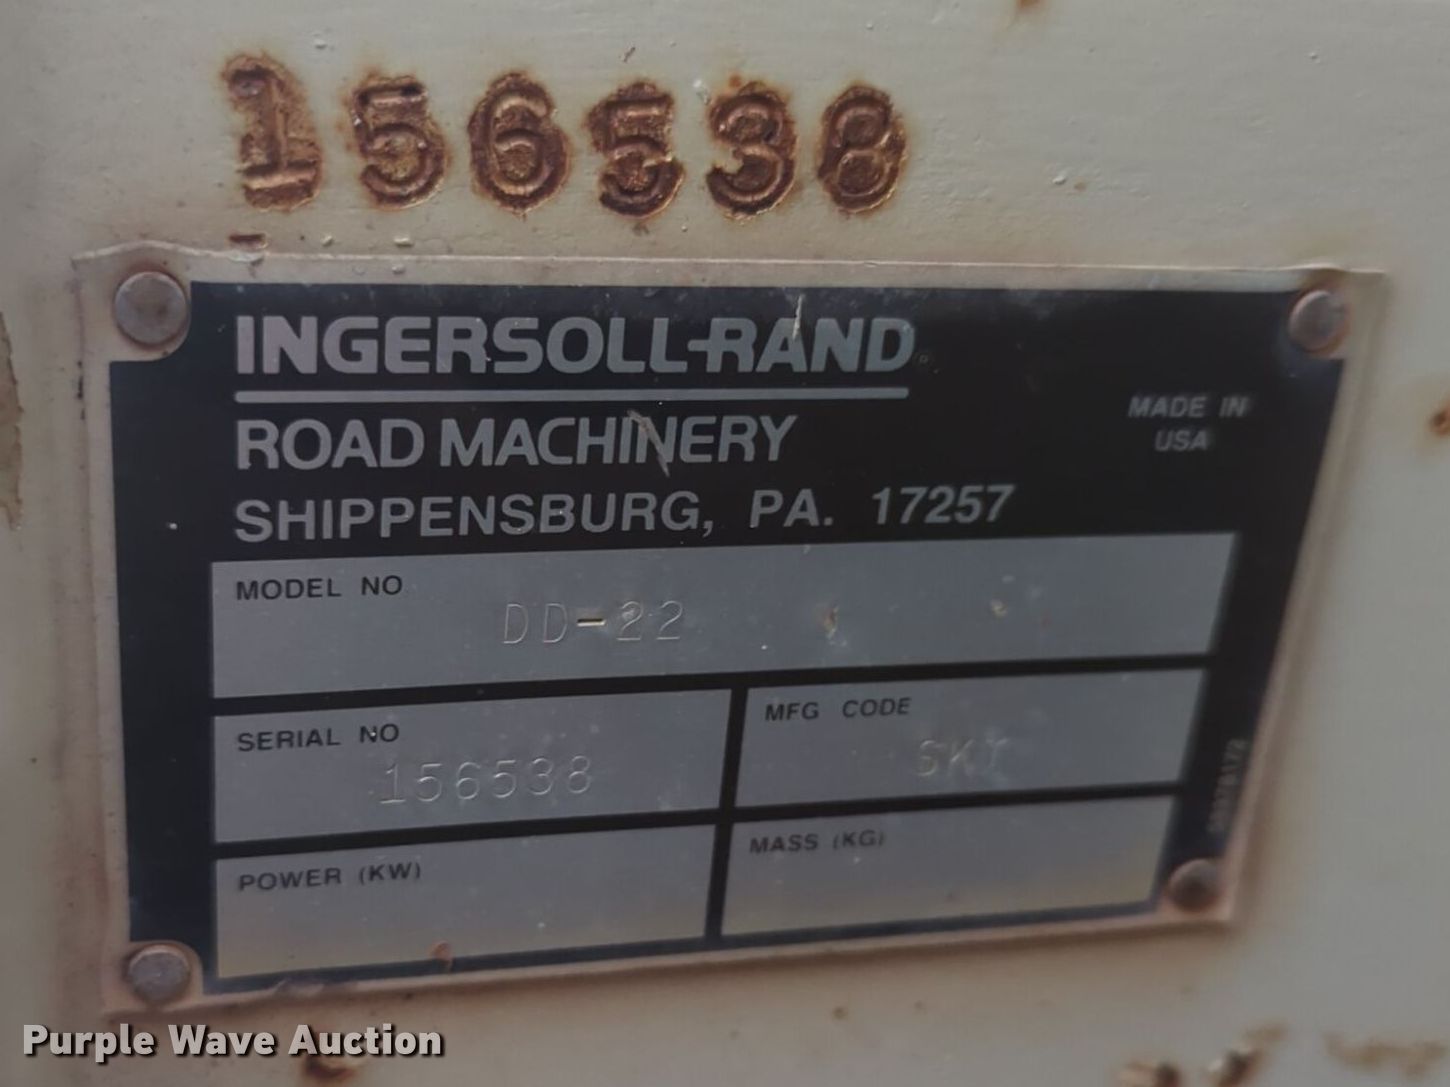 156538
INGERSOLL-RAND
ROAD MACHINERY
MADE IN
USA
SHIPPENSBURG, PA. 17257
MODEL NO
DD-22
SERIAL NO
156538
MFG CODE
POWER (KW)
MASS (KG)
Purple Wave Auction